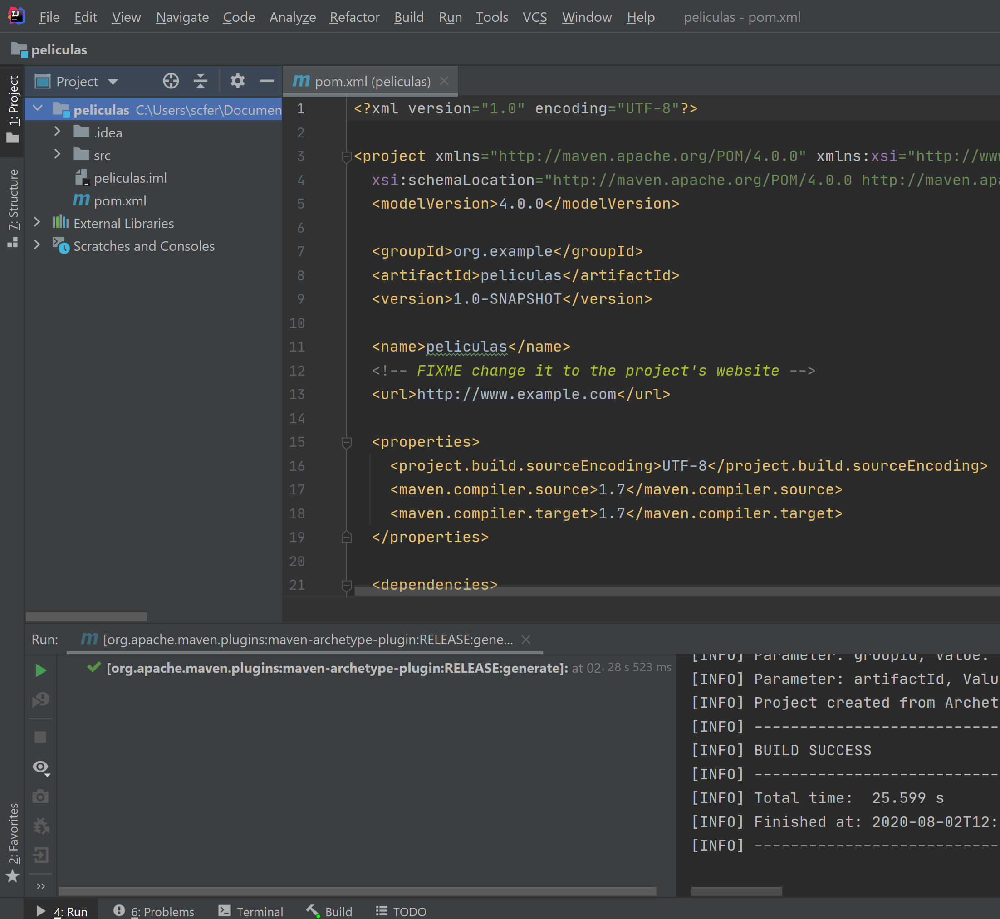 File Edit View Navigate Code Analyze Refactor Build Run Tools VCS Window Help peliculas - pom.xml
peliculas
1: Project
7: Structure
2: Favorites
Project
peliculas C:\Users\scfer\Documen
.idea
src
peliculas.iml
pom.xml
External Libraries
Scratches and Consoles
pom.xml (peliculas)
1 <?xml version="1.0" encoding="UTF-8"?>
2
3 <project xmlns="http://maven.apache.org/POM/4.0.0" xmlns:xsi="http://www
4 xsi:schemaLocation="http://maven.apache.org/POM/4.0.0 http://maven.apa
5 <modelVersion>4.0.0</modelVersion>
6
7 <groupId>org.example</groupId>
8 <artifactId>peliculas</artifactId>
9 <version>1.0-SNAPSHOT</version>
10
11 <name>peliculas</name>
12 <!-- FIXME change it to the project's website -->
13 <url>http://www.example.com</url>
14
15 <properties>
16 <project.build.sourceEncoding>UTF-8</project.build.sourceEncoding>
17 <maven.compiler.source>1.7</maven.compiler.source>
18 <maven.compiler.target>1.7</maven.compiler.target>
19 </properties>
20
21 <dependencies>
Run: [org.apache.maven.plugins:maven-archetype-plugin:RELEASE:gene...
[org.apache.maven.plugins:maven-archetype-plugin:RELEASE:generate]: at 02- 28 s 523 ms
[INFO] Parameter: groupId, Value:
[INFO] Parameter: artifactId, Valu
[INFO] Project created from Archet
[INFO] ---------------------------
[INFO] BUILD SUCCESS
[INFO] ---------------------------
[INFO] Total time:  25.599 s
[INFO] Finished at: 2020-08-02T12:
[INFO] ---------------------------
4: Run 6: Problems Terminal Build TODO